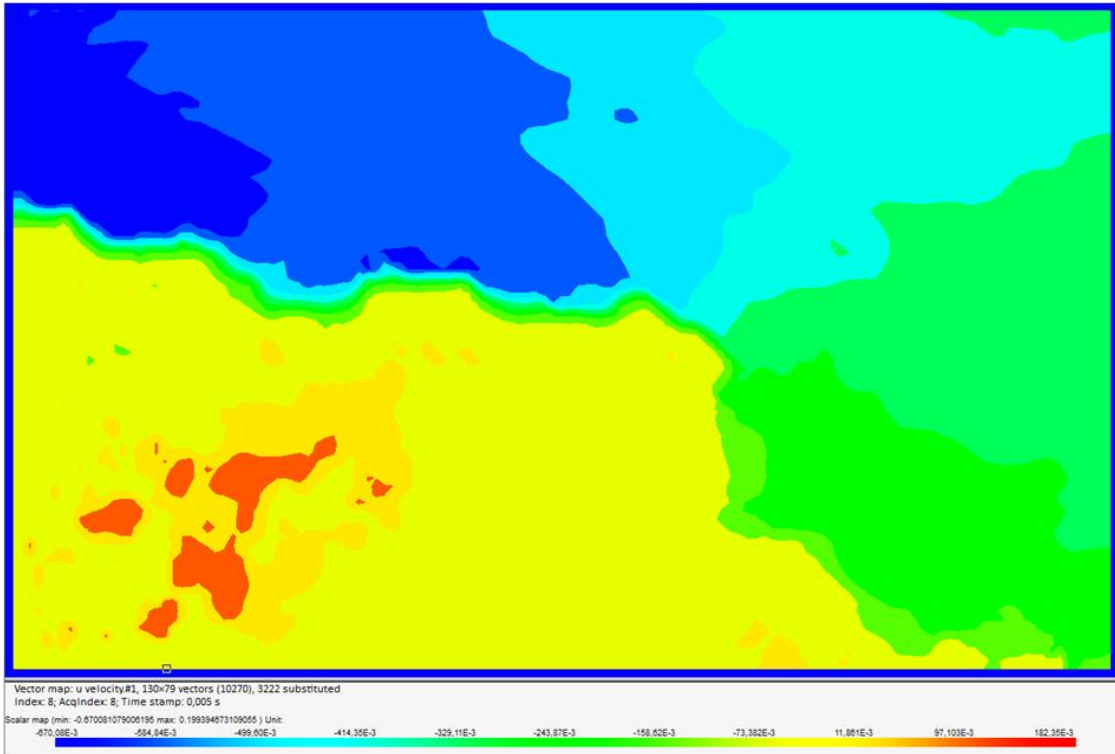 Vector map: u velocity#1, 130×79 vectors (10270), 3222 substituted
Index: 8; AcqIndex: 8; Time stamp: 0,005 s
Scalar map (min: -0.670081079006195 max: 0.199394673109055 ) Unit:
-670,08E-3 -584,84E-3 -499,60E-3 -414,35E-3 -329,11E-3 -243,87E-3 -158,62E-3 -73,382E-3 11,861E-3 97,103E-3 182,35E-3